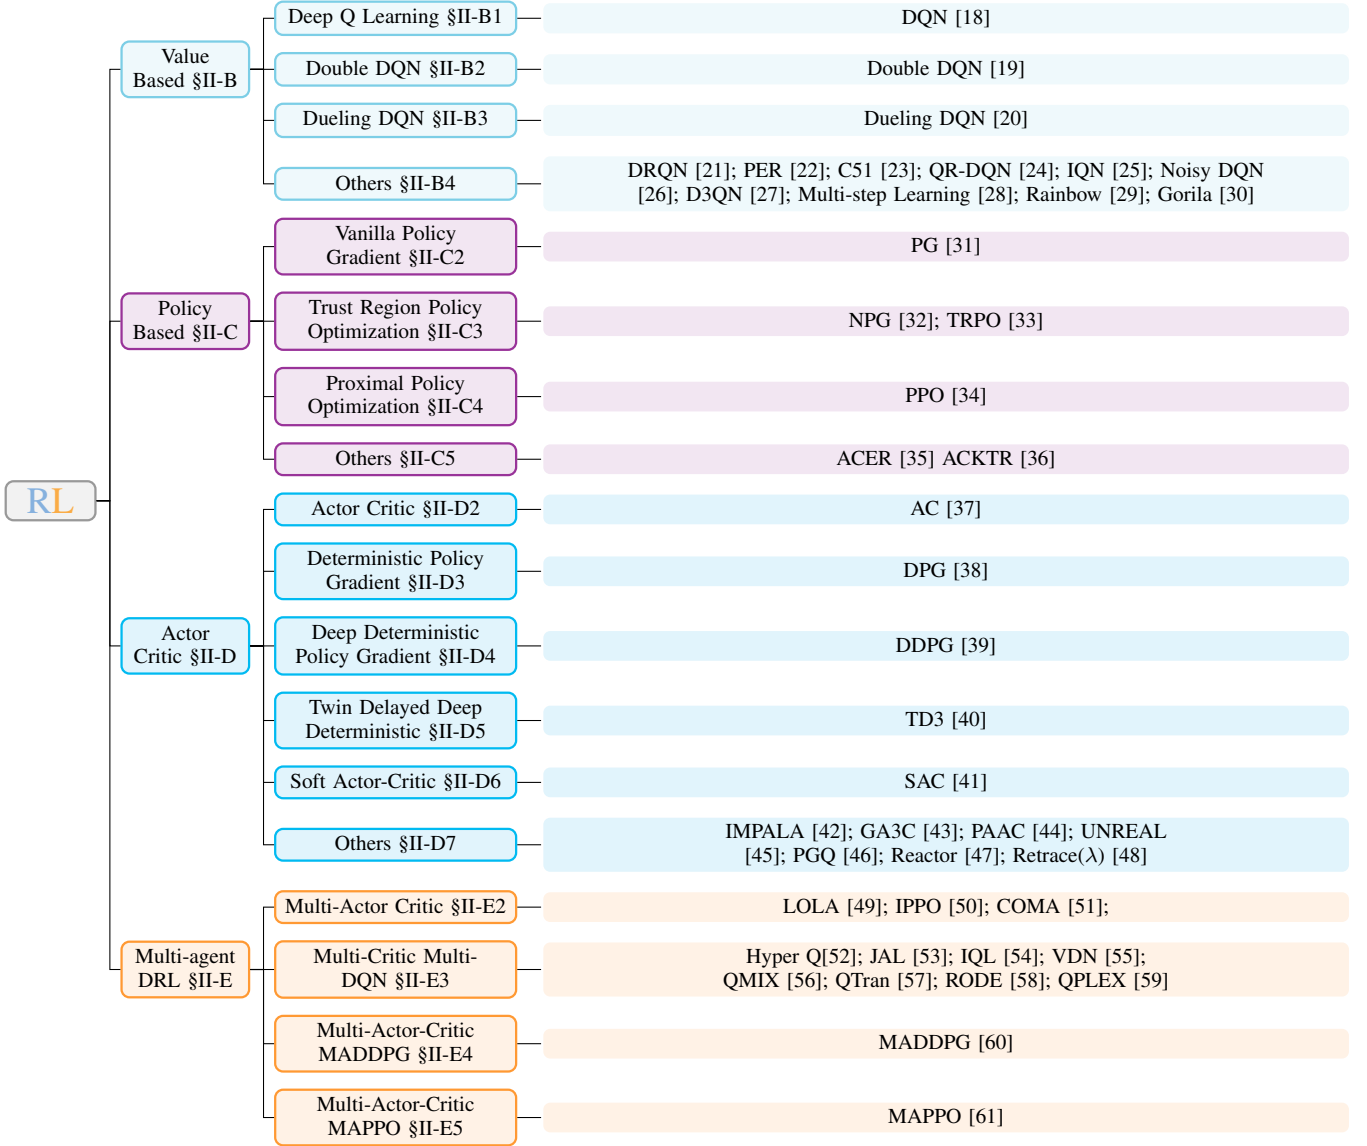 RL
Value
Based §II-B
Deep Q Learning §II-B1
DQN [18]
Double DQN §II-B2
Double DQN [19]
Dueling DQN §II-B3
Dueling DQN [20]
Others §II-B4
DRQN [21]; PER [22]; C51 [23]; QR-DQN [24]; IQN [25]; Noisy DQN
[26]; D3QN [27]; Multi-step Learning [28]; Rainbow [29]; Gorila [30]
Policy
Based §II-C
Vanilla Policy
Gradient §II-C2
PG [31]
Trust Region Policy
Optimization §II-C3
NPG [32]; TRPO [33]
Proximal Policy
Optimization §II-C4
PPO [34]
Others §II-C5
ACER [35] ACKTR [36]
Actor
Critic §II-D
Actor Critic §II-D2
AC [37]
Deterministic Policy
Gradient §II-D3
DPG [38]
Deep Deterministic
Policy Gradient §II-D4
DDPG [39]
Twin Delayed Deep
Deterministic §II-D5
TD3 [40]
Soft Actor-Critic §II-D6
SAC [41]
Others §II-D7
IMPALA [42]; GA3C [43]; PAAC [44]; UNREAL
[45]; PGQ [46]; Reactor [47]; Retrace(λ) [48]
Multi-agent
DRL §II-E
Multi-Actor Critic §II-E2
LOLA [49]; IPPO [50]; COMA [51];
Multi-Critic Multi-
DQN §II-E3
Hyper Q[52]; JAL [53]; IQL [54]; VDN [55];
QMIX [56]; QTran [57]; RODE [58]; QPLEX [59]
Multi-Actor-Critic
MADDPG §II-E4
MADDPG [60]
Multi-Actor-Critic
MAPPO §II-E5
MAPPO [61]